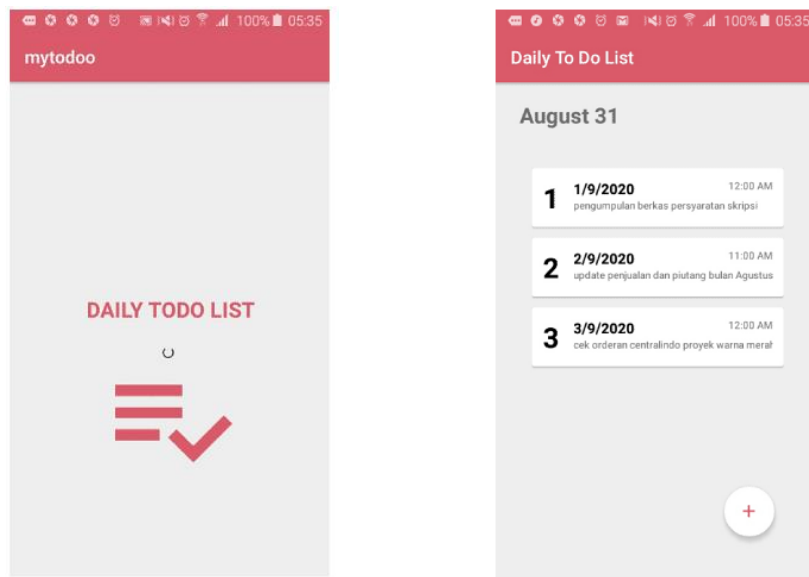 100% 05:35
mytodoo
DAILY TODO LIST
100% 05:35
Daily To Do List
August 31
1
1/9/2020
12:00 AM
pengumpulan berkas persyaratan skripsi
2
2/9/2020
11:00 AM
update penjualan dan piutang bulan Agustus
3
3/9/2020
12:00 AM
cek orderan centralindo proyek warna merah
+